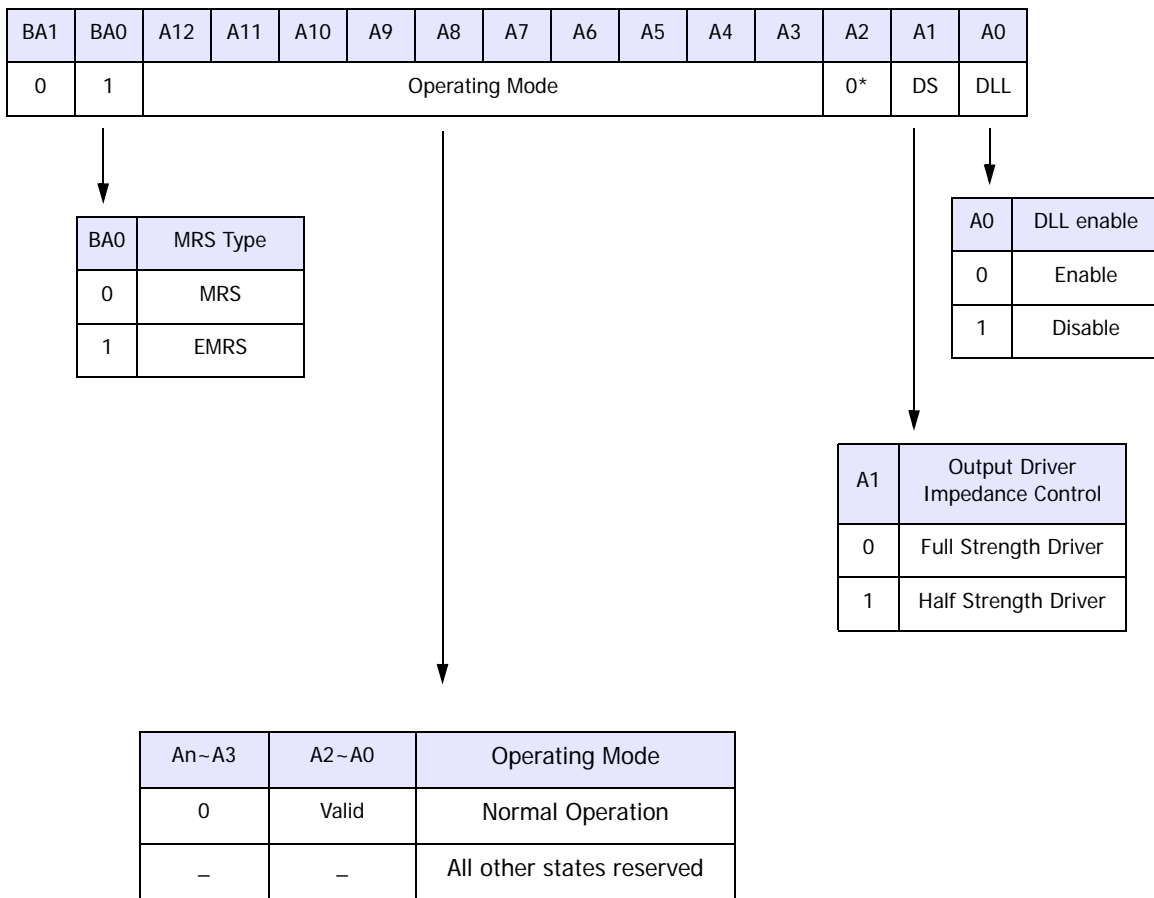 BA1 BA0 A12 A11 A10 A9 A8 A7 A6 A5 A4 A3 A2 A1 A0
0 1 Operating Mode 0* DS DLL
BA0 MRS Type
0 MRS
1 EMRS
A0 DLL enable
0 Enable
1 Disable
A1 Output Driver
Impedance Control
0 Full Strength Driver
1 Half Strength Driver
An~A3 A2~A0 Operating Mode
0 Valid Normal Operation
_ _ All other states reserved